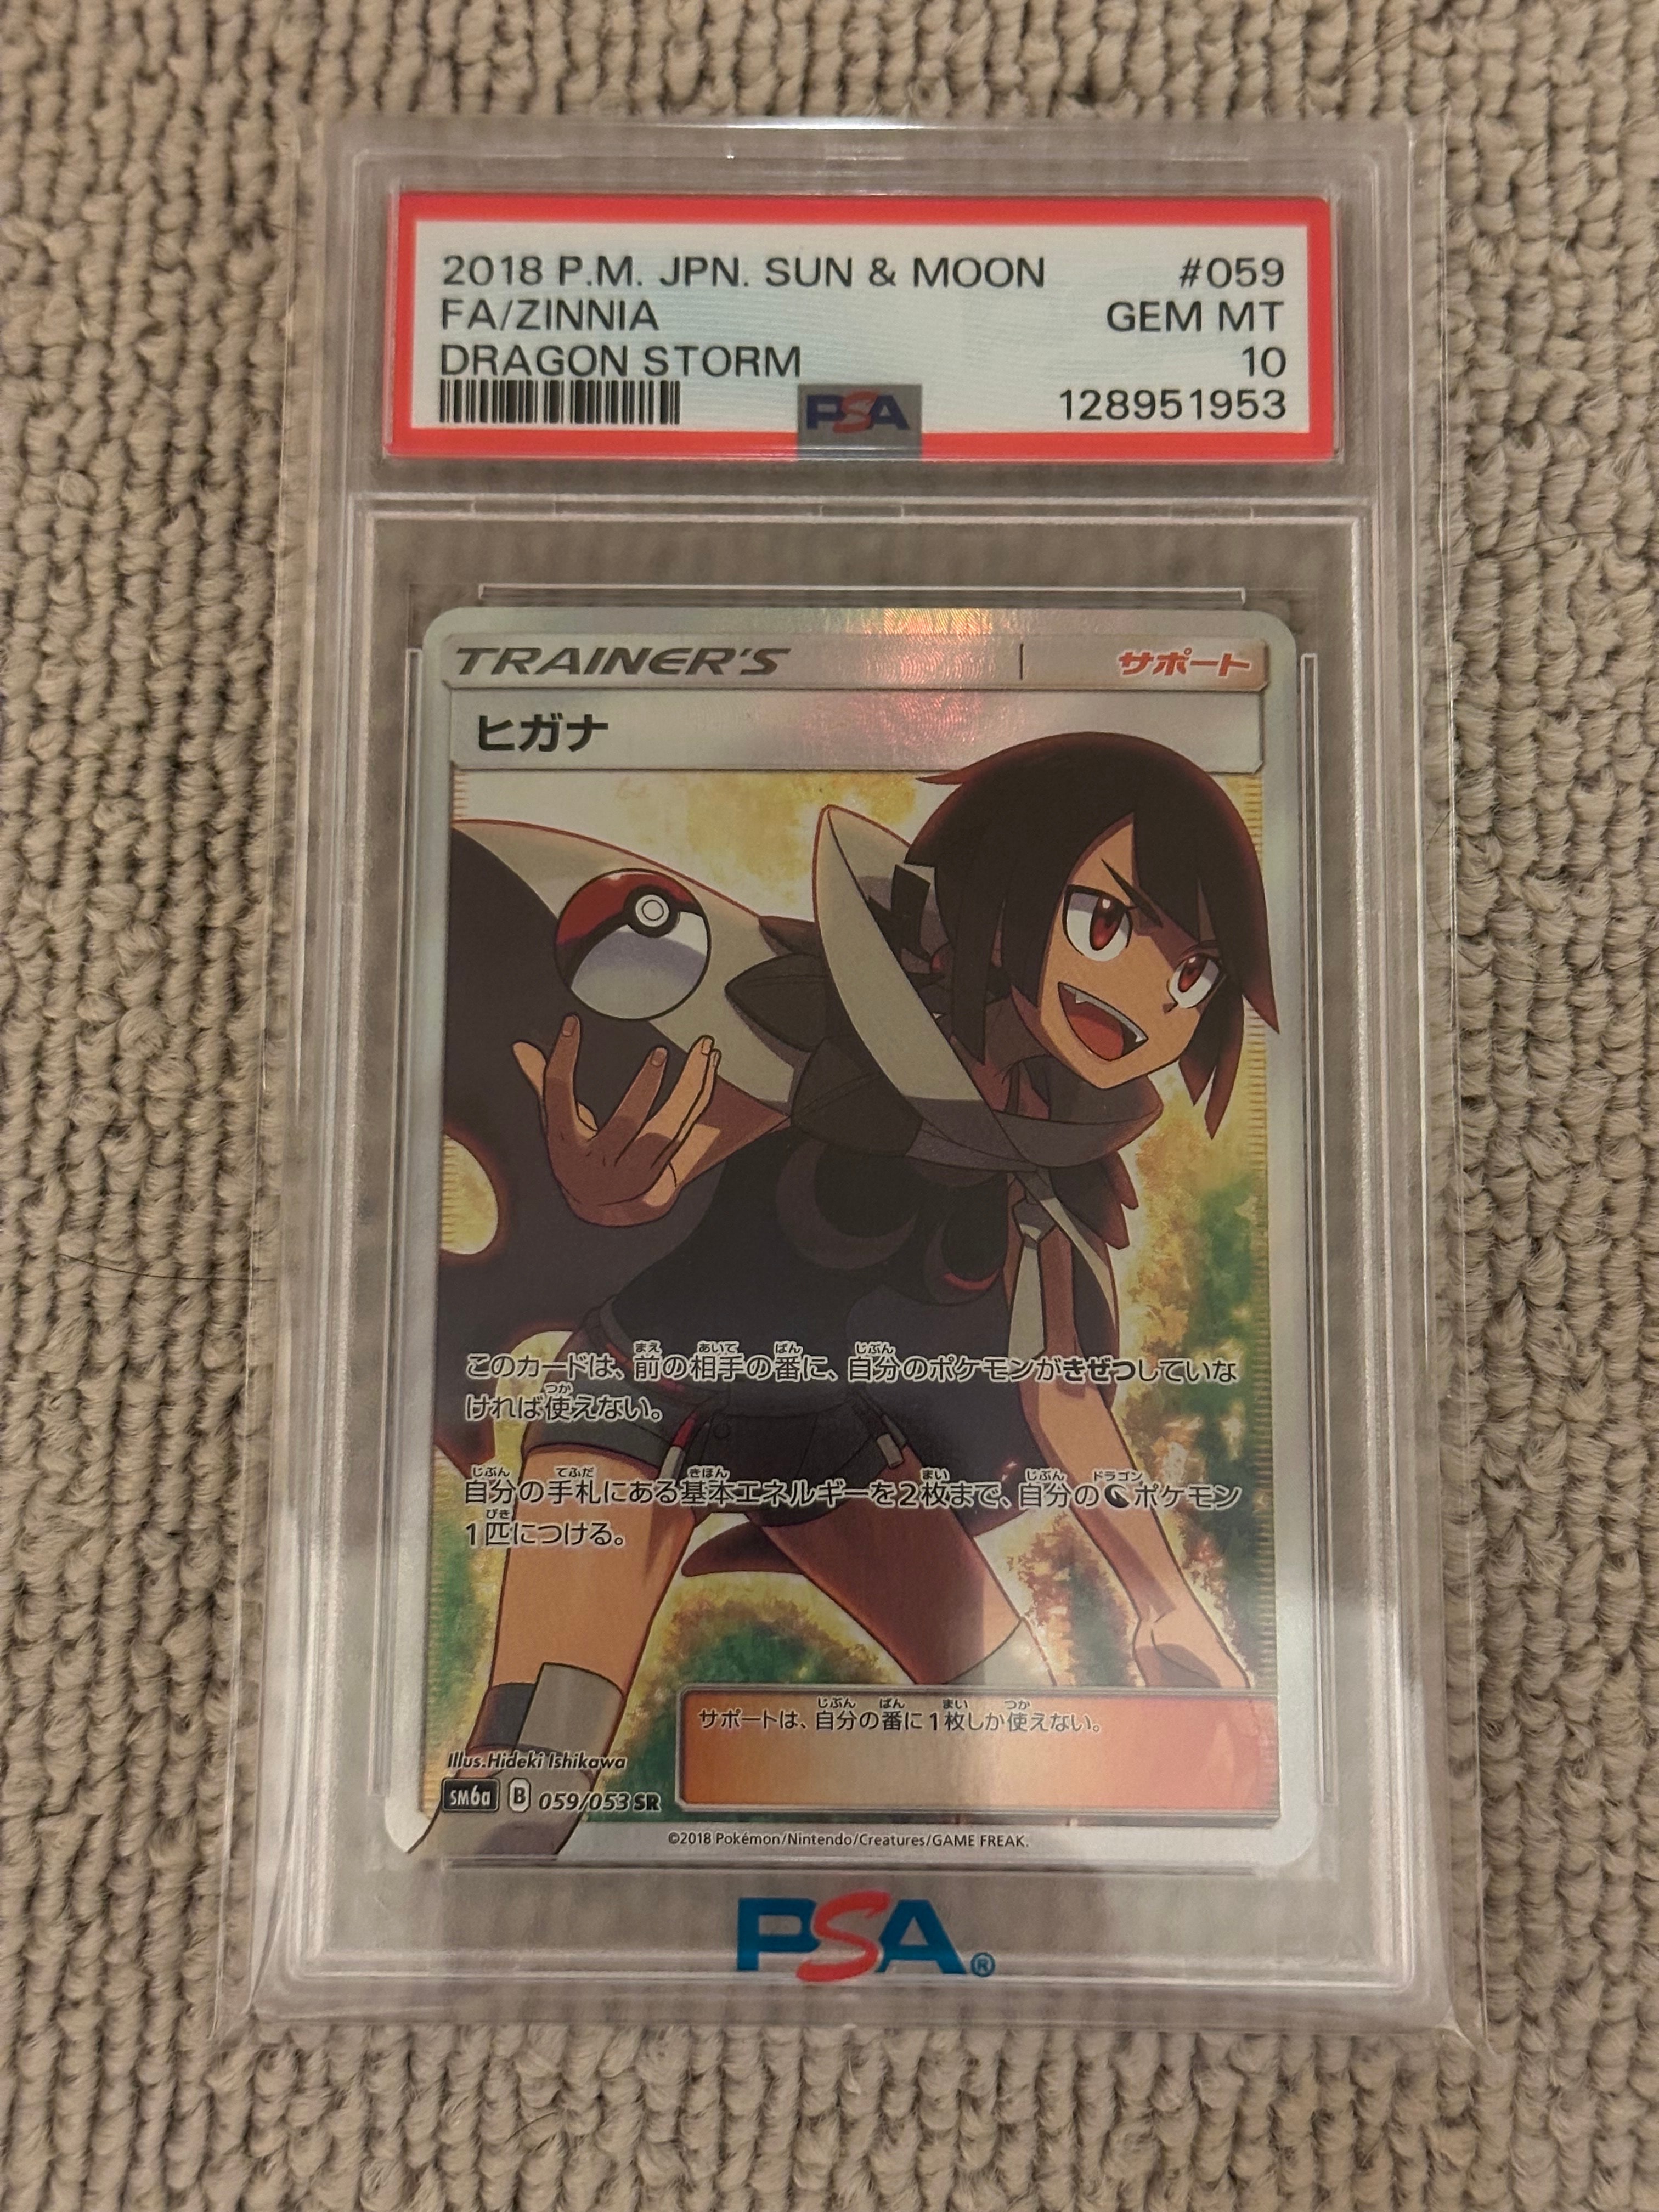 2018 P.M. JPN. SUN & MOON #059
FA/ZINNIA GEM MT
DRAGON STORM 10
PSA 128951953
TRAINER'S サポート
ヒガナ
このカードは、前の相手の番に、自分のポケモンがきぜつしていな
ければ使えない。
自分の手札にある基本エネルギーを2枚まで、自分のポケモン
1匹につける。
サポートは、自分の番に1枚しか使えない。
Illus.Hideki Ishikawa
SM6a B 059/053 SR
©2018 Pokémon/Nintendo/Creatures/GAME FREAK.
PSA®